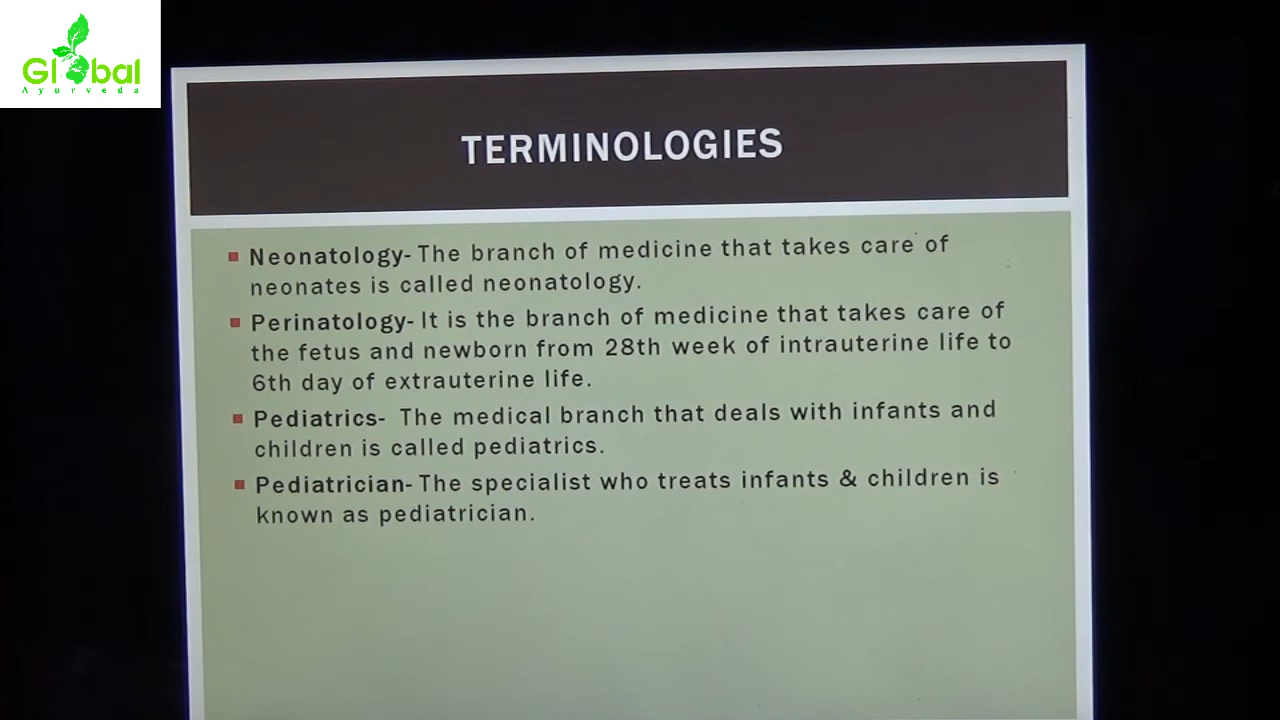 Global
Ayurveda
TERMINOLOGIES
Neonatology- The branch of medicine that takes care of
neonates is called neonatology.
Perinatology- It is the branch of medicine that takes care of
the fetus and newborn from 28th week of intrauterine life to
6th day of extrauterine life.
Pediatrics- The medical branch that deals with infants and
children is called pediatrics.
Pediatrician- The specialist who treats infants & children is
known as pediatrician.